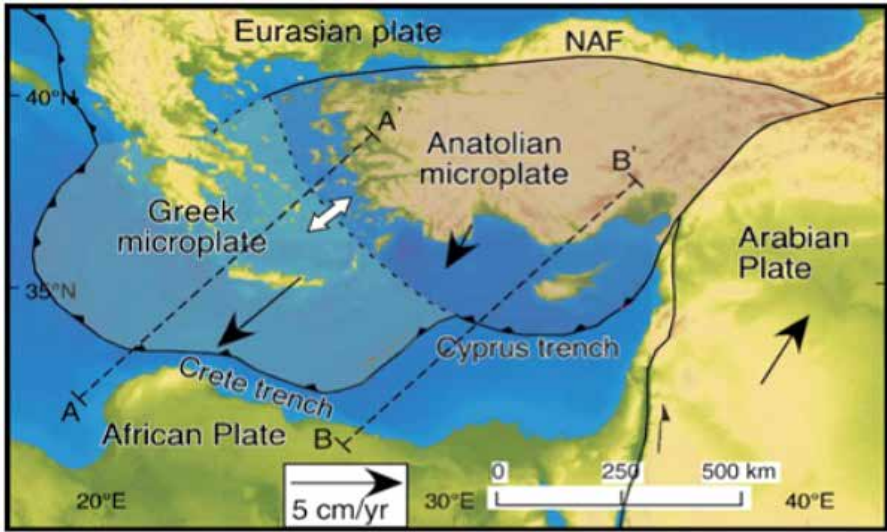 Eurasian plate
NAF
40°N
A'
Anatolian
microplate
B'
Greek
microplate
Arabian
Plate
35°N
Cyprus trench
Crete trench
A
African Plate
B
5 cm/yr
0 250 500 km
20°E
30°E
40°E